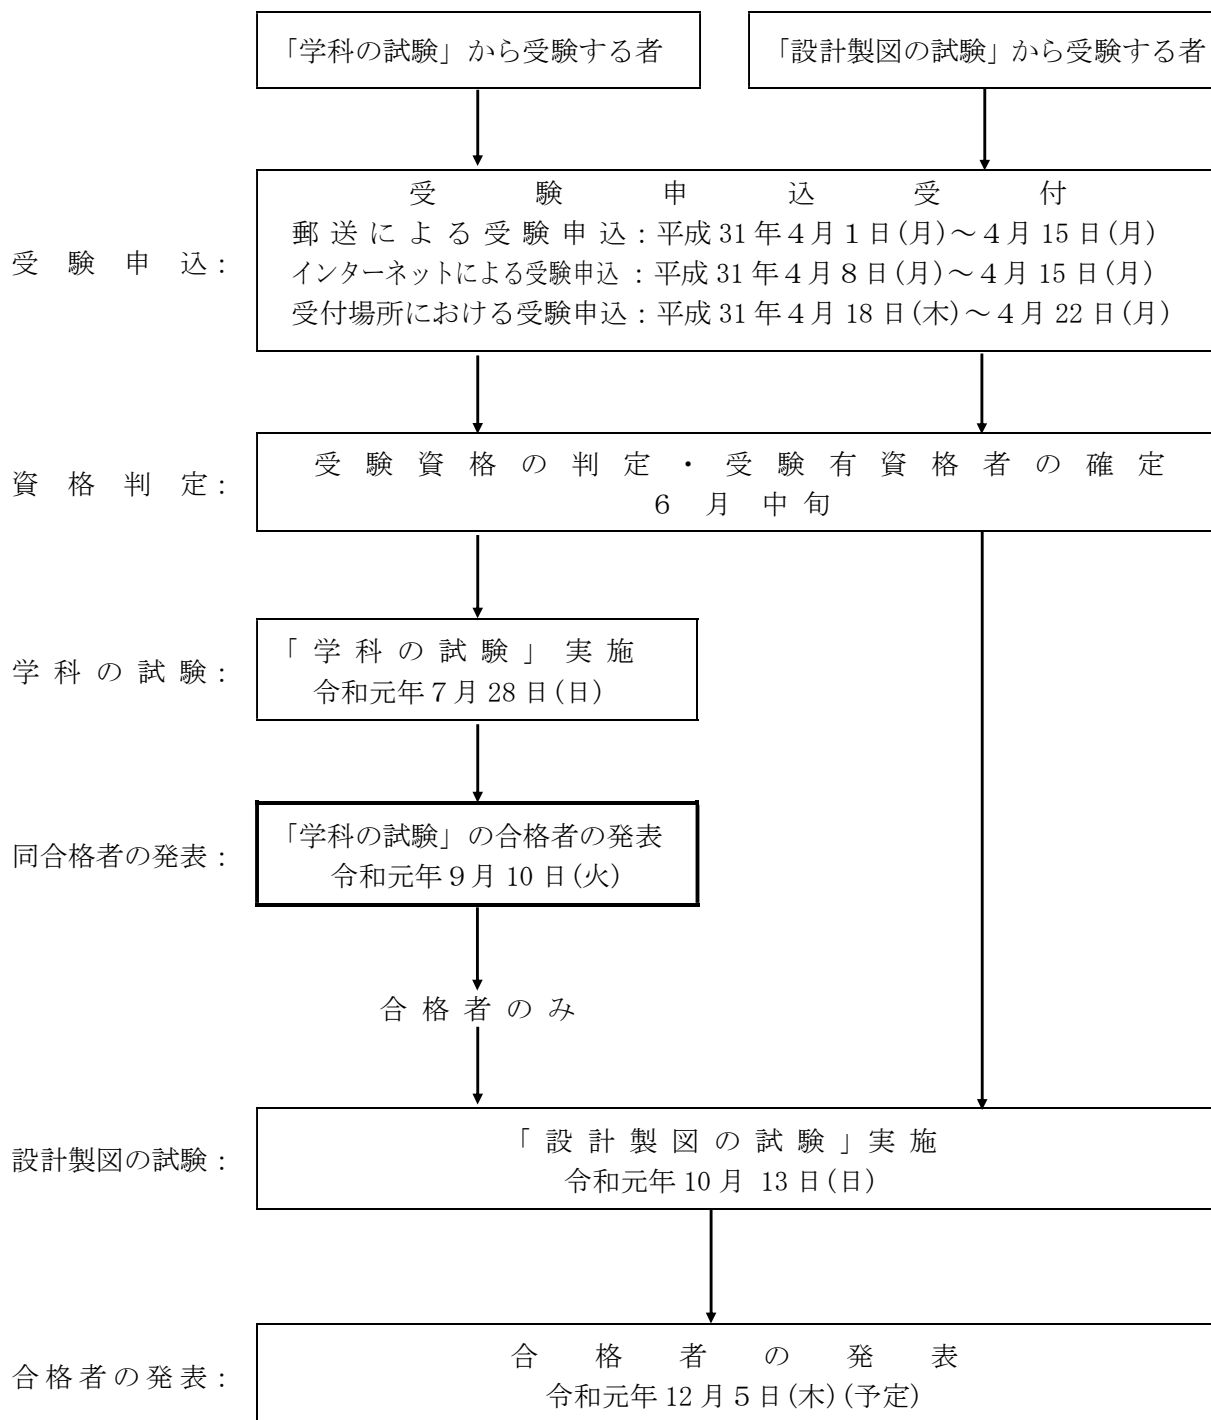 「学科の試験」から受験する者
「設計製図の試験」から受験する者
受験申込受付
郵送による受験申込：平成31年４月１日(月)～４月15日(月)
受験申込：
インターネットによる受験申込：平成31年４月８日(月)～４月15日(月)
受付場所における受験申込：平成31年４月18日(木)～４月22日(月)
資格判定：
受験資格の判定・受験有資格者の確定
６月中旬
学科の試験：
「学科の試験」実施
令和元年７月28日(日)
同合格者の発表：
「学科の試験」の合格者の発表
令和元年９月10日(火)
合格者のみ
設計製図の試験：
「設計製図の試験」実施
令和元年10月13日(日)
合格者の発表：
合格者の発表
令和元年12月５日(木)(予定)